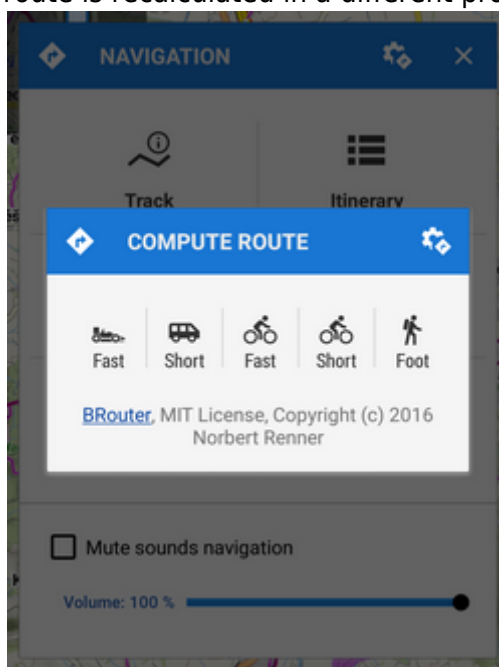 route is recalculated in a different pro
NAVIGATION
Track Itinerary
COMPUTE ROUTE
Fast Short Fast Short Foot
BRouter, MIT License, Copyright (c) 2016
Norbert Renner
Mute sounds navigation
Volume: 100 %